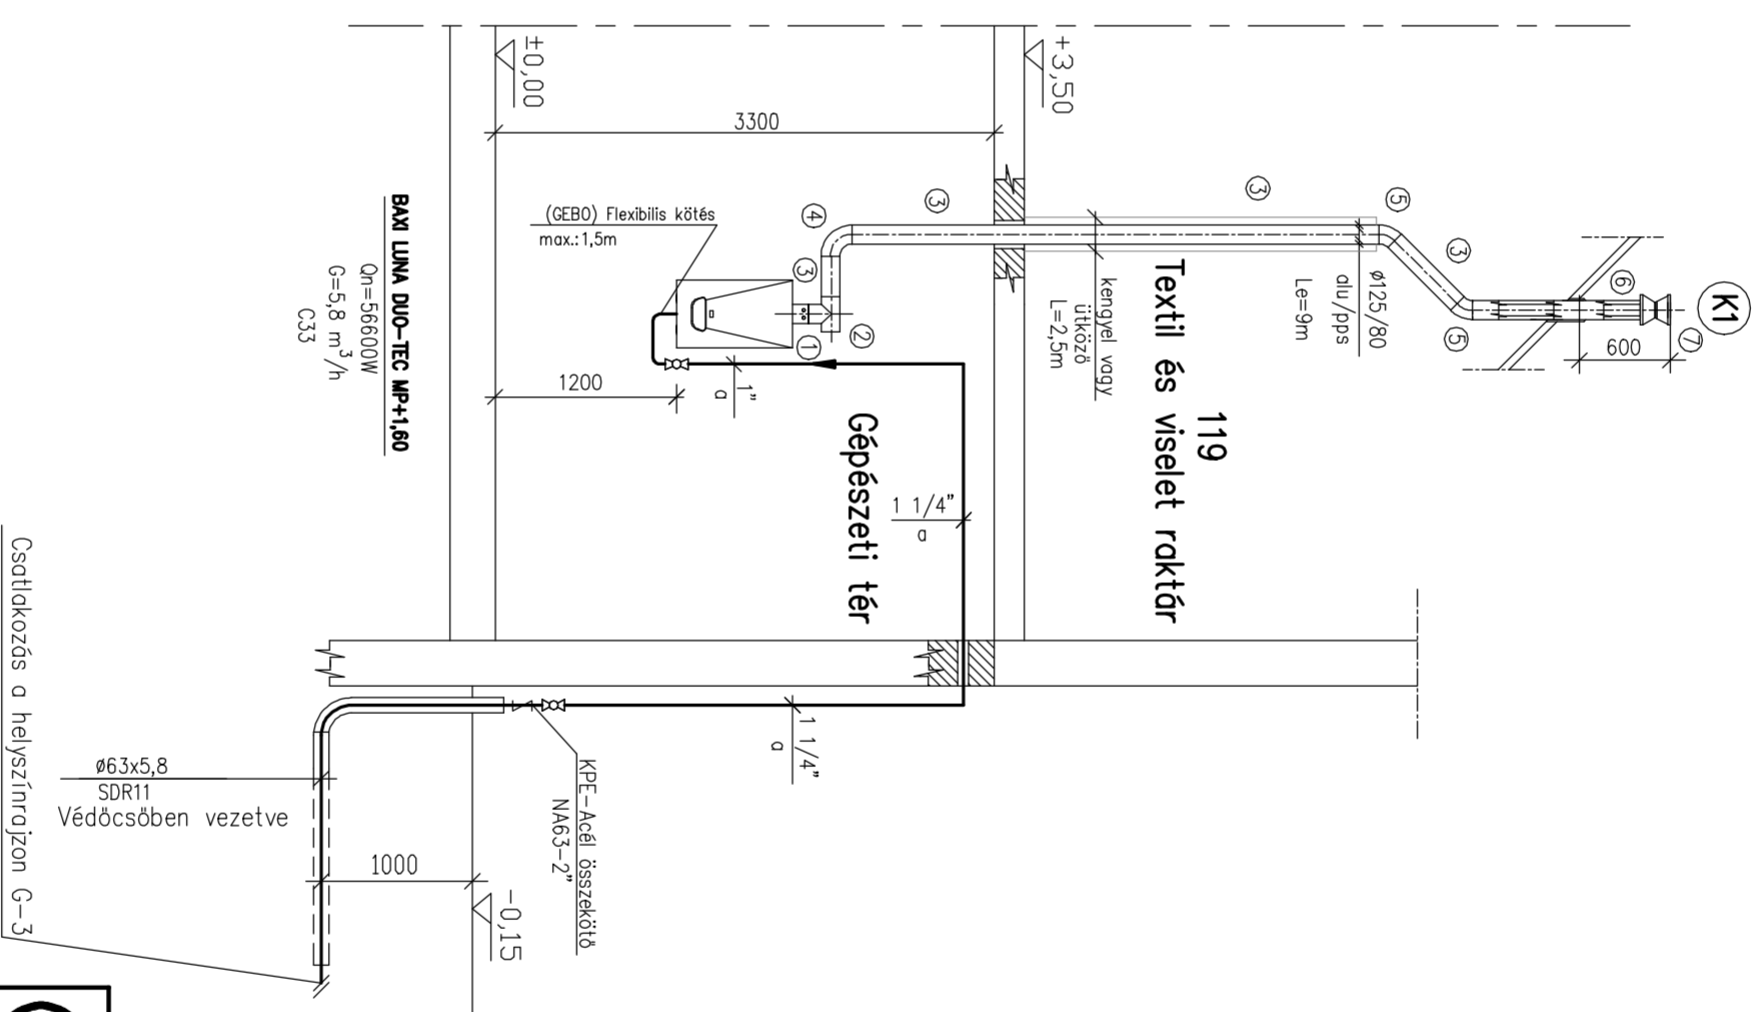 K1
7
600
6
5
3
5
ø125/80
alu/pps
Le=9m
3
kengyel vagy
ütköző
L=2,5m
119
Textil és viselet raktár
+3,50
±0,00
3300
3
4
3
2
1
(GEBO) Flexibilis kötés
max.:1,5m
1"
a
1200
Gépészeti tér
1 1/4"
a
BAXI LUNA DUO-TEC MP+1,60
Qn=56600W
G=5,8 m³/h
C33
1 1/4"
a
KPE-Acél összekötő
NA63-2"
ø63x5,8
SDR11
Védőcsőben vezetve
1000
-0,15
Csatlakozás a helyszínrajzon G-3